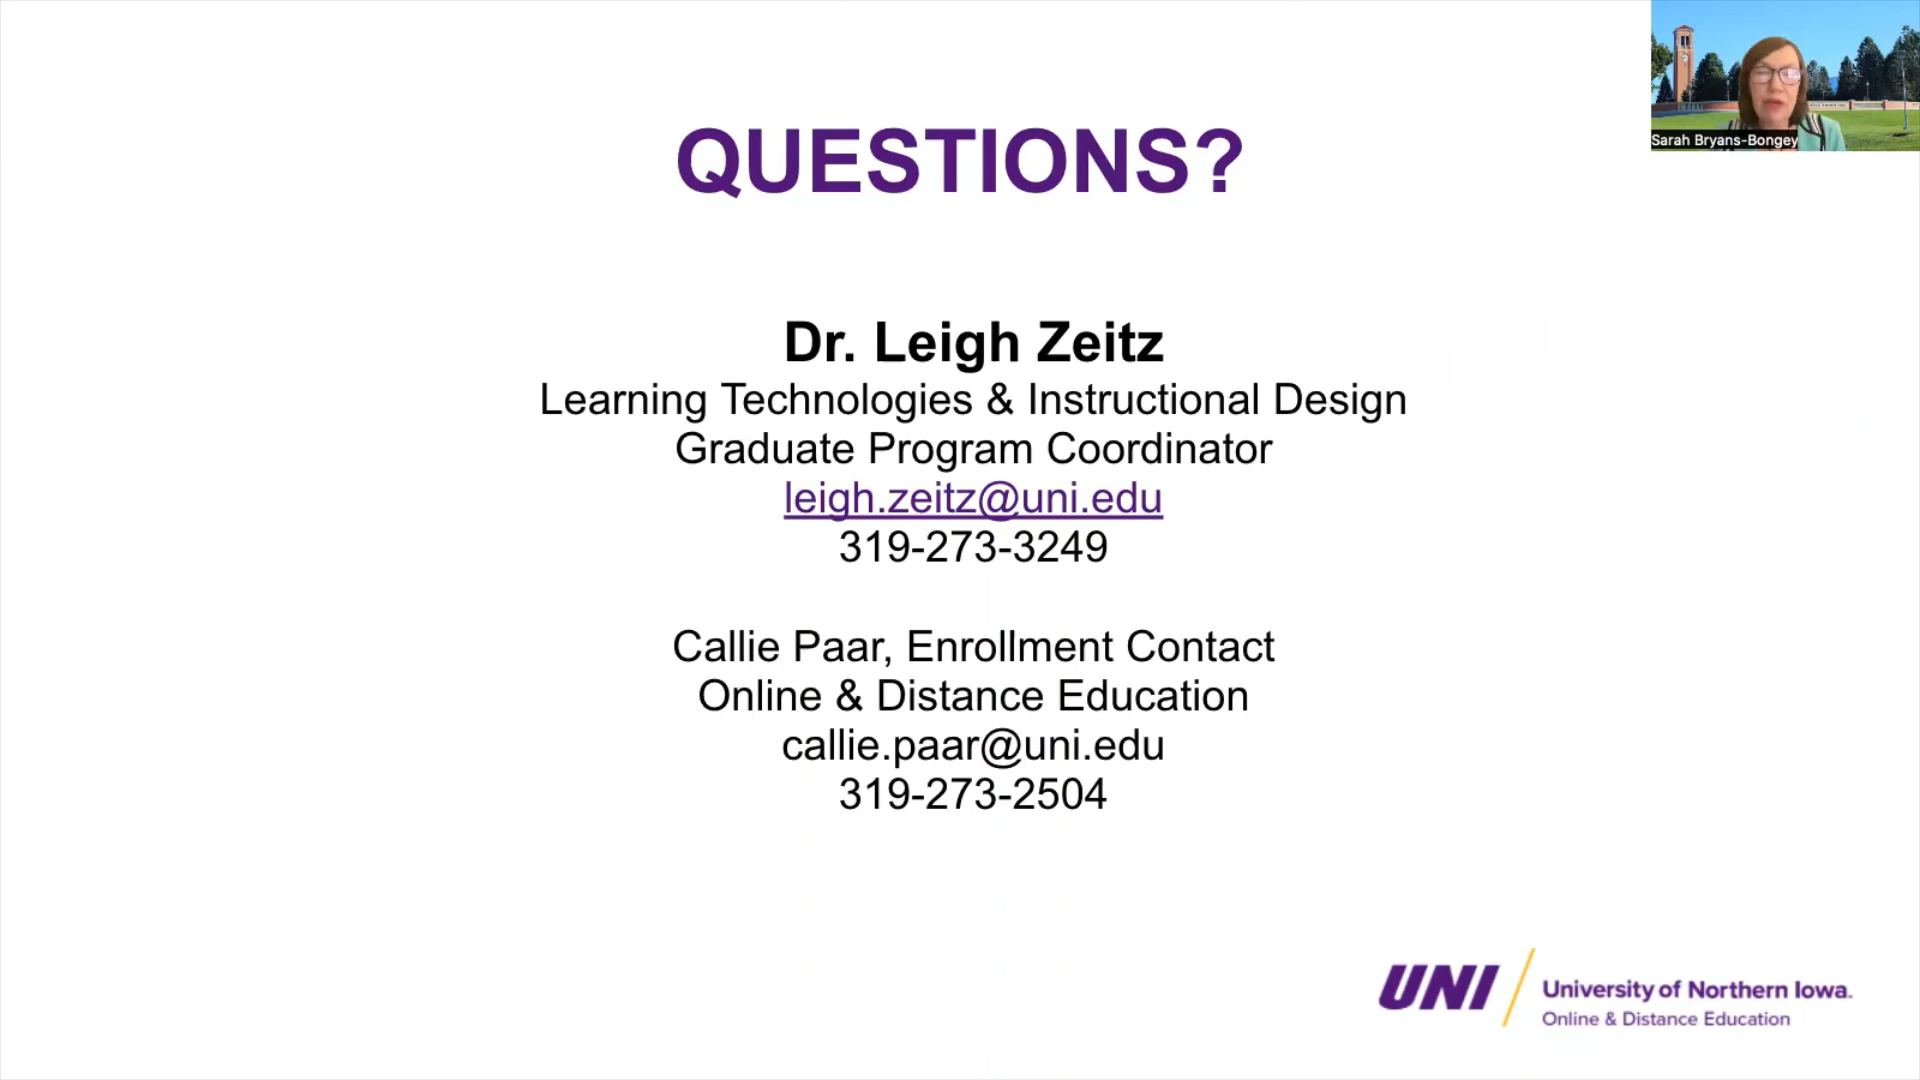 QUESTIONS?
Sarah Bryans-Bongey
Dr. Leigh Zeitz
Learning Technologies & Instructional Design
Graduate Program Coordinator
leigh.zeitz@uni.edu
319-273-3249
Callie Paar, Enrollment Contact
Online & Distance Education
callie.paar@uni.edu
319-273-2504
UNI
University of Northern Iowa.
Online & Distance Education